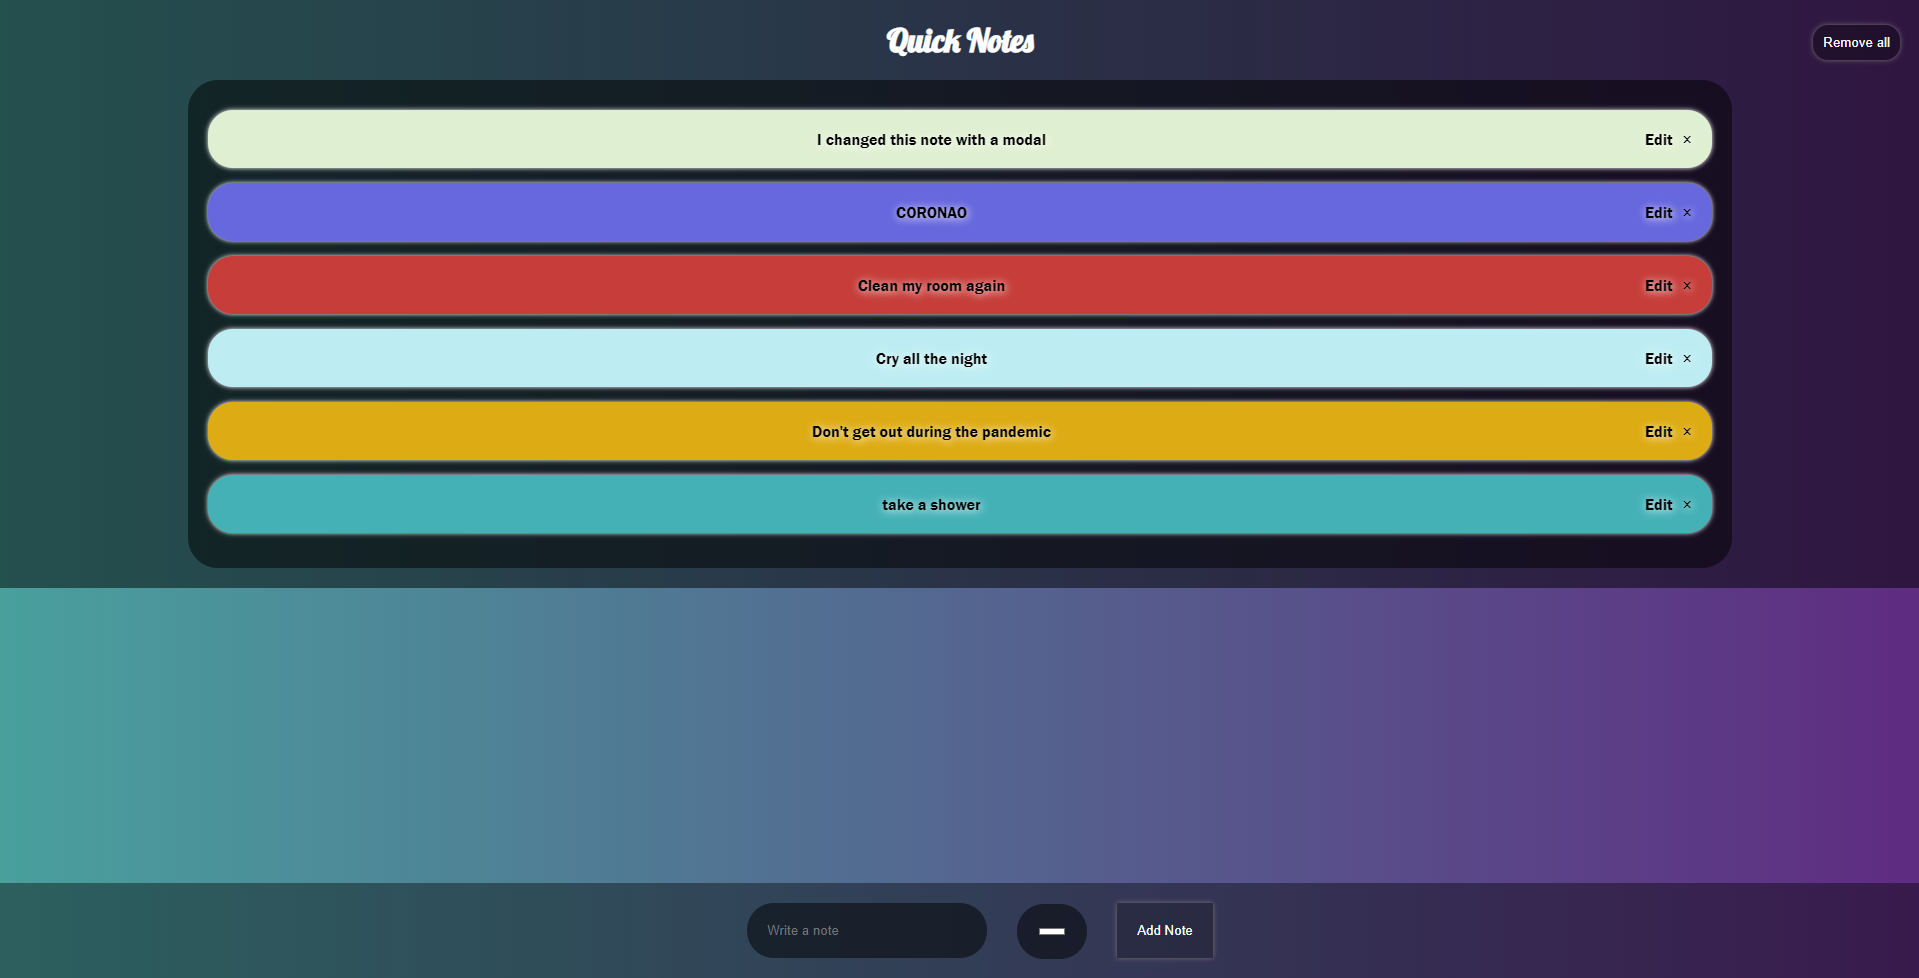 Quick Notes
Remove all
I changed this note with a modal Edit ×
CORONAO Edit ×
Clean my room again Edit ×
Cry all the night Edit ×
Don't get out during the pandemic Edit ×
take a shower Edit ×
Write a note
Add Note